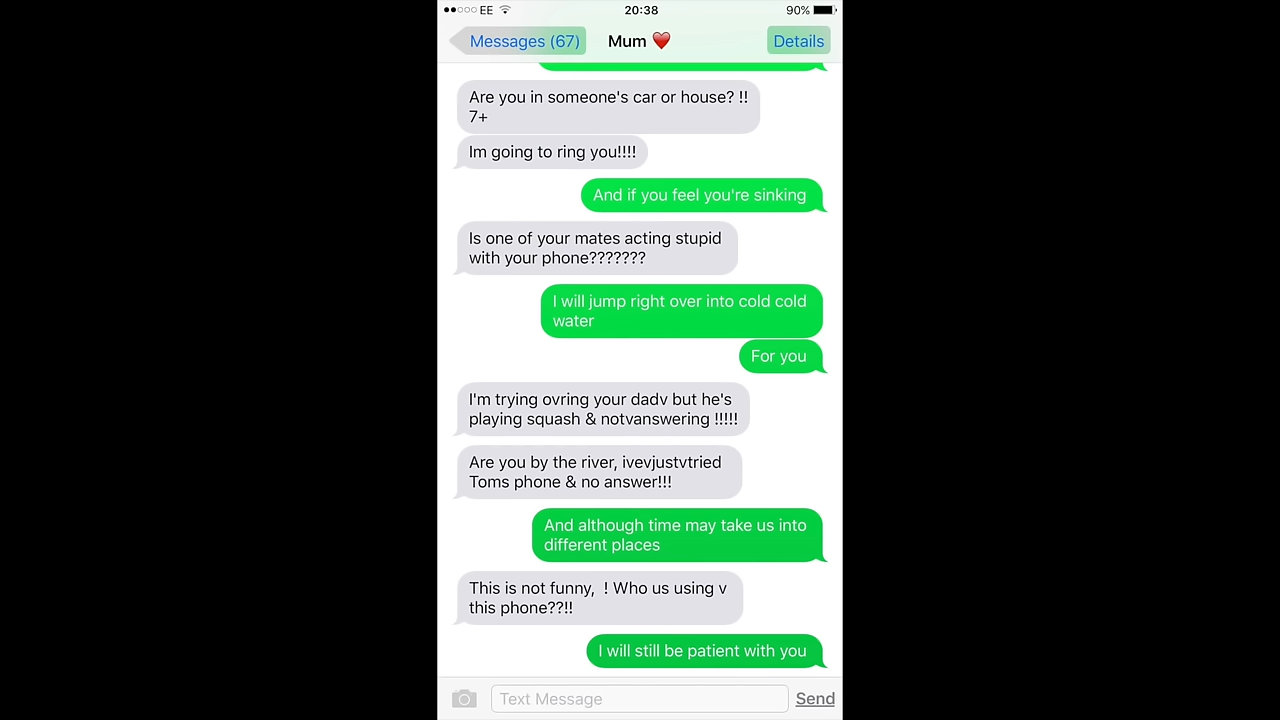 EE 20:38 90%
Messages (67) Mum ❤️ Details
Are you in someone's car or house? !!
7+
Im going to ring you!!!!
And if you feel you're sinking
Is one of your mates acting stupid
with your phone???????
I will jump right over into cold cold
water
For you
I'm trying ovring your dadv but he's
playing squash & notvanswering !!!!!
Are you by the river, ivevjustvtried
Toms phone & no answer!!!
And although time may take us into
different places
This is not funny,  ! Who us using v
this phone??!!
I will still be patient with you
Text Message Send